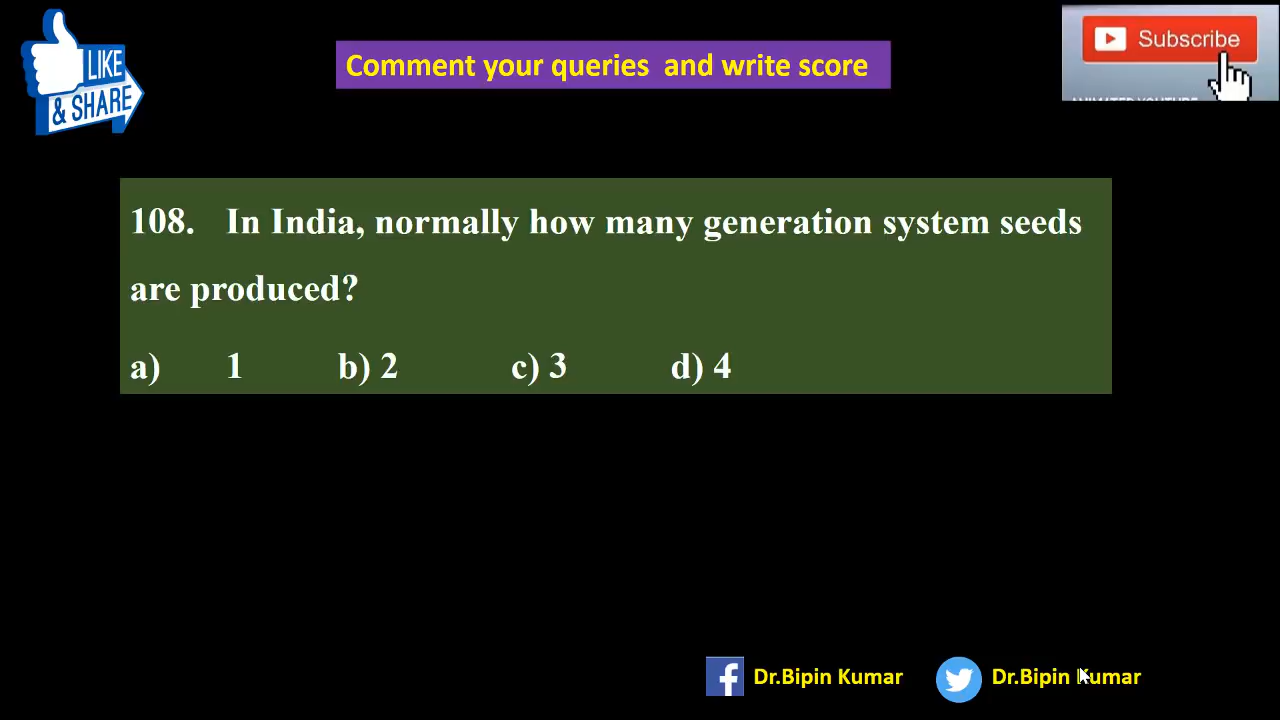 LIKE
& SHARE
Comment your queries and write score
Subscribe
108. In India, normally how many generation system seeds
are produced?
a) 1 b) 2 c) 3 d) 4
Dr.Bipin Kumar
Dr.Bipin Kumar